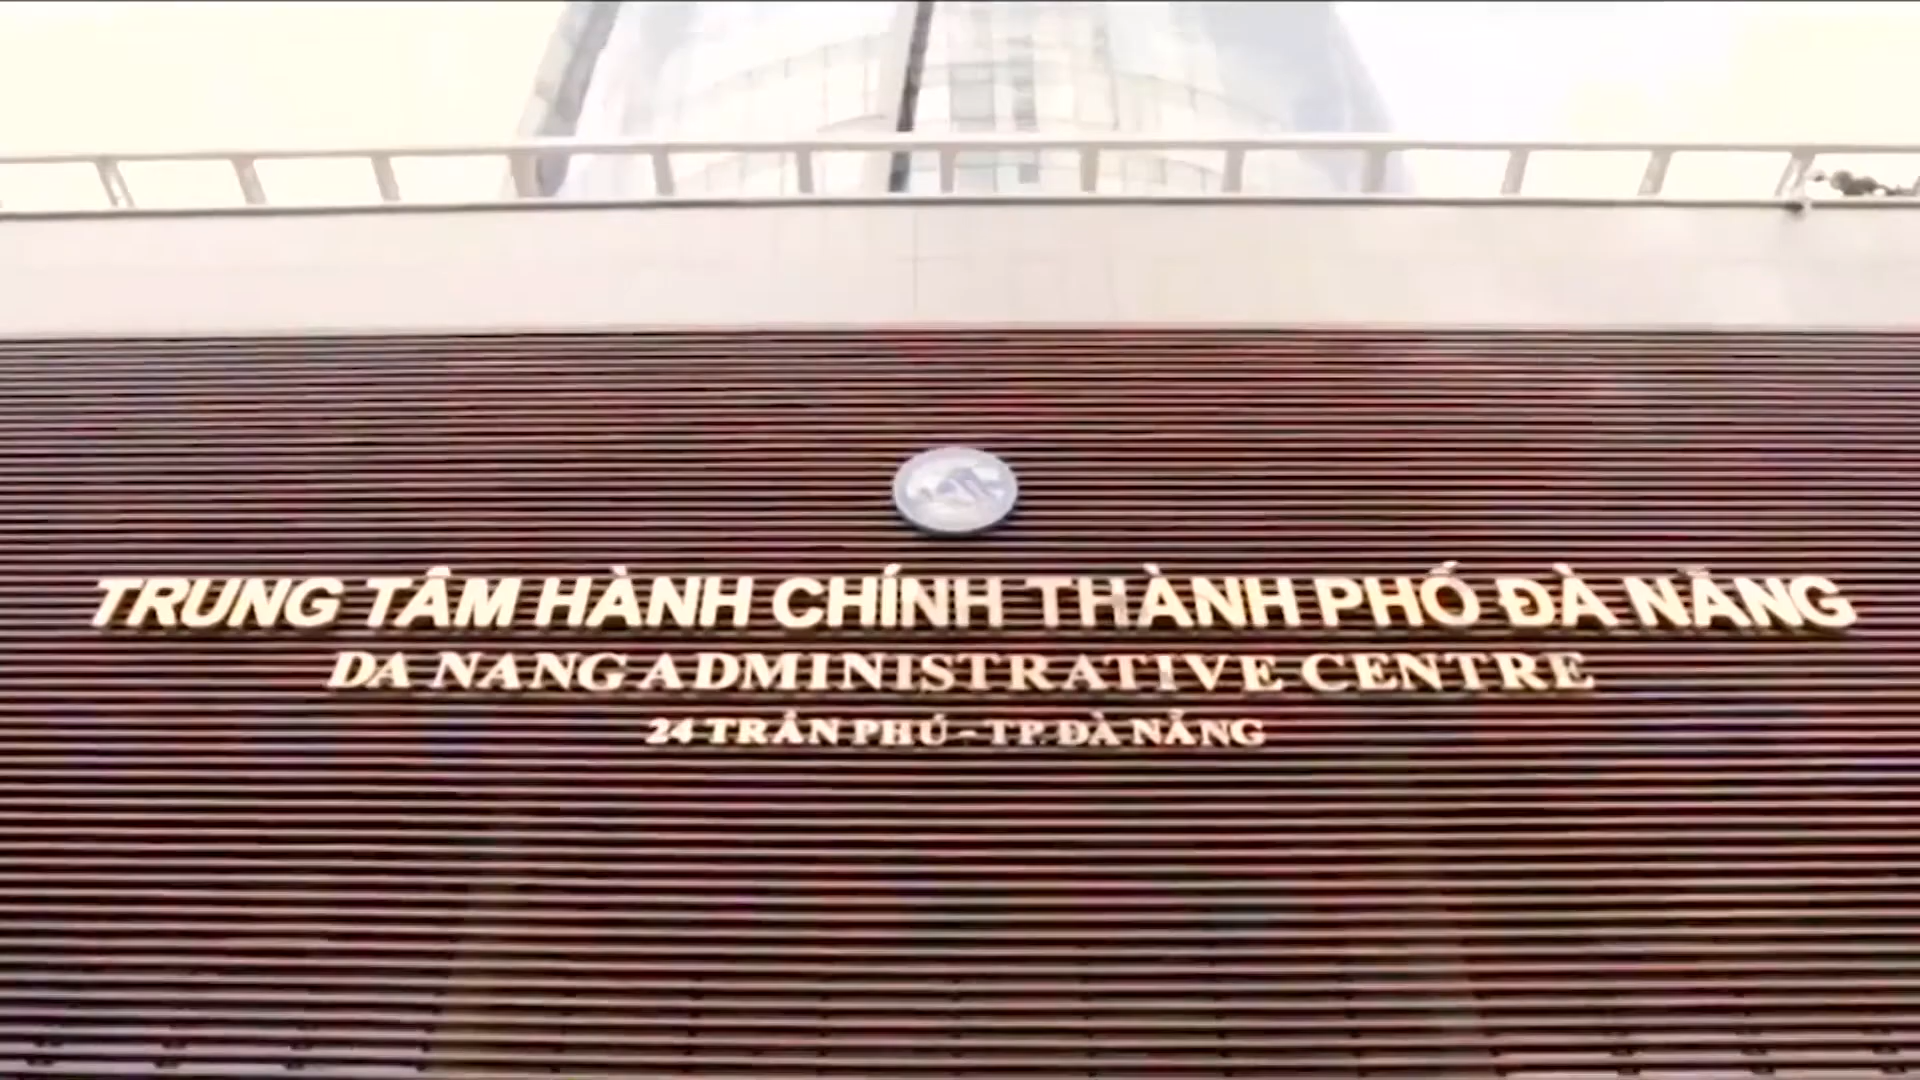 TRUNG TÂM HÀNH CHÍNH THÀNH PHỐ ĐÀ NẴNG
DA NANG ADMINISTRATIVE CENTRE
24 TRẦN PHÚ - TP. ĐÀ NẴNG